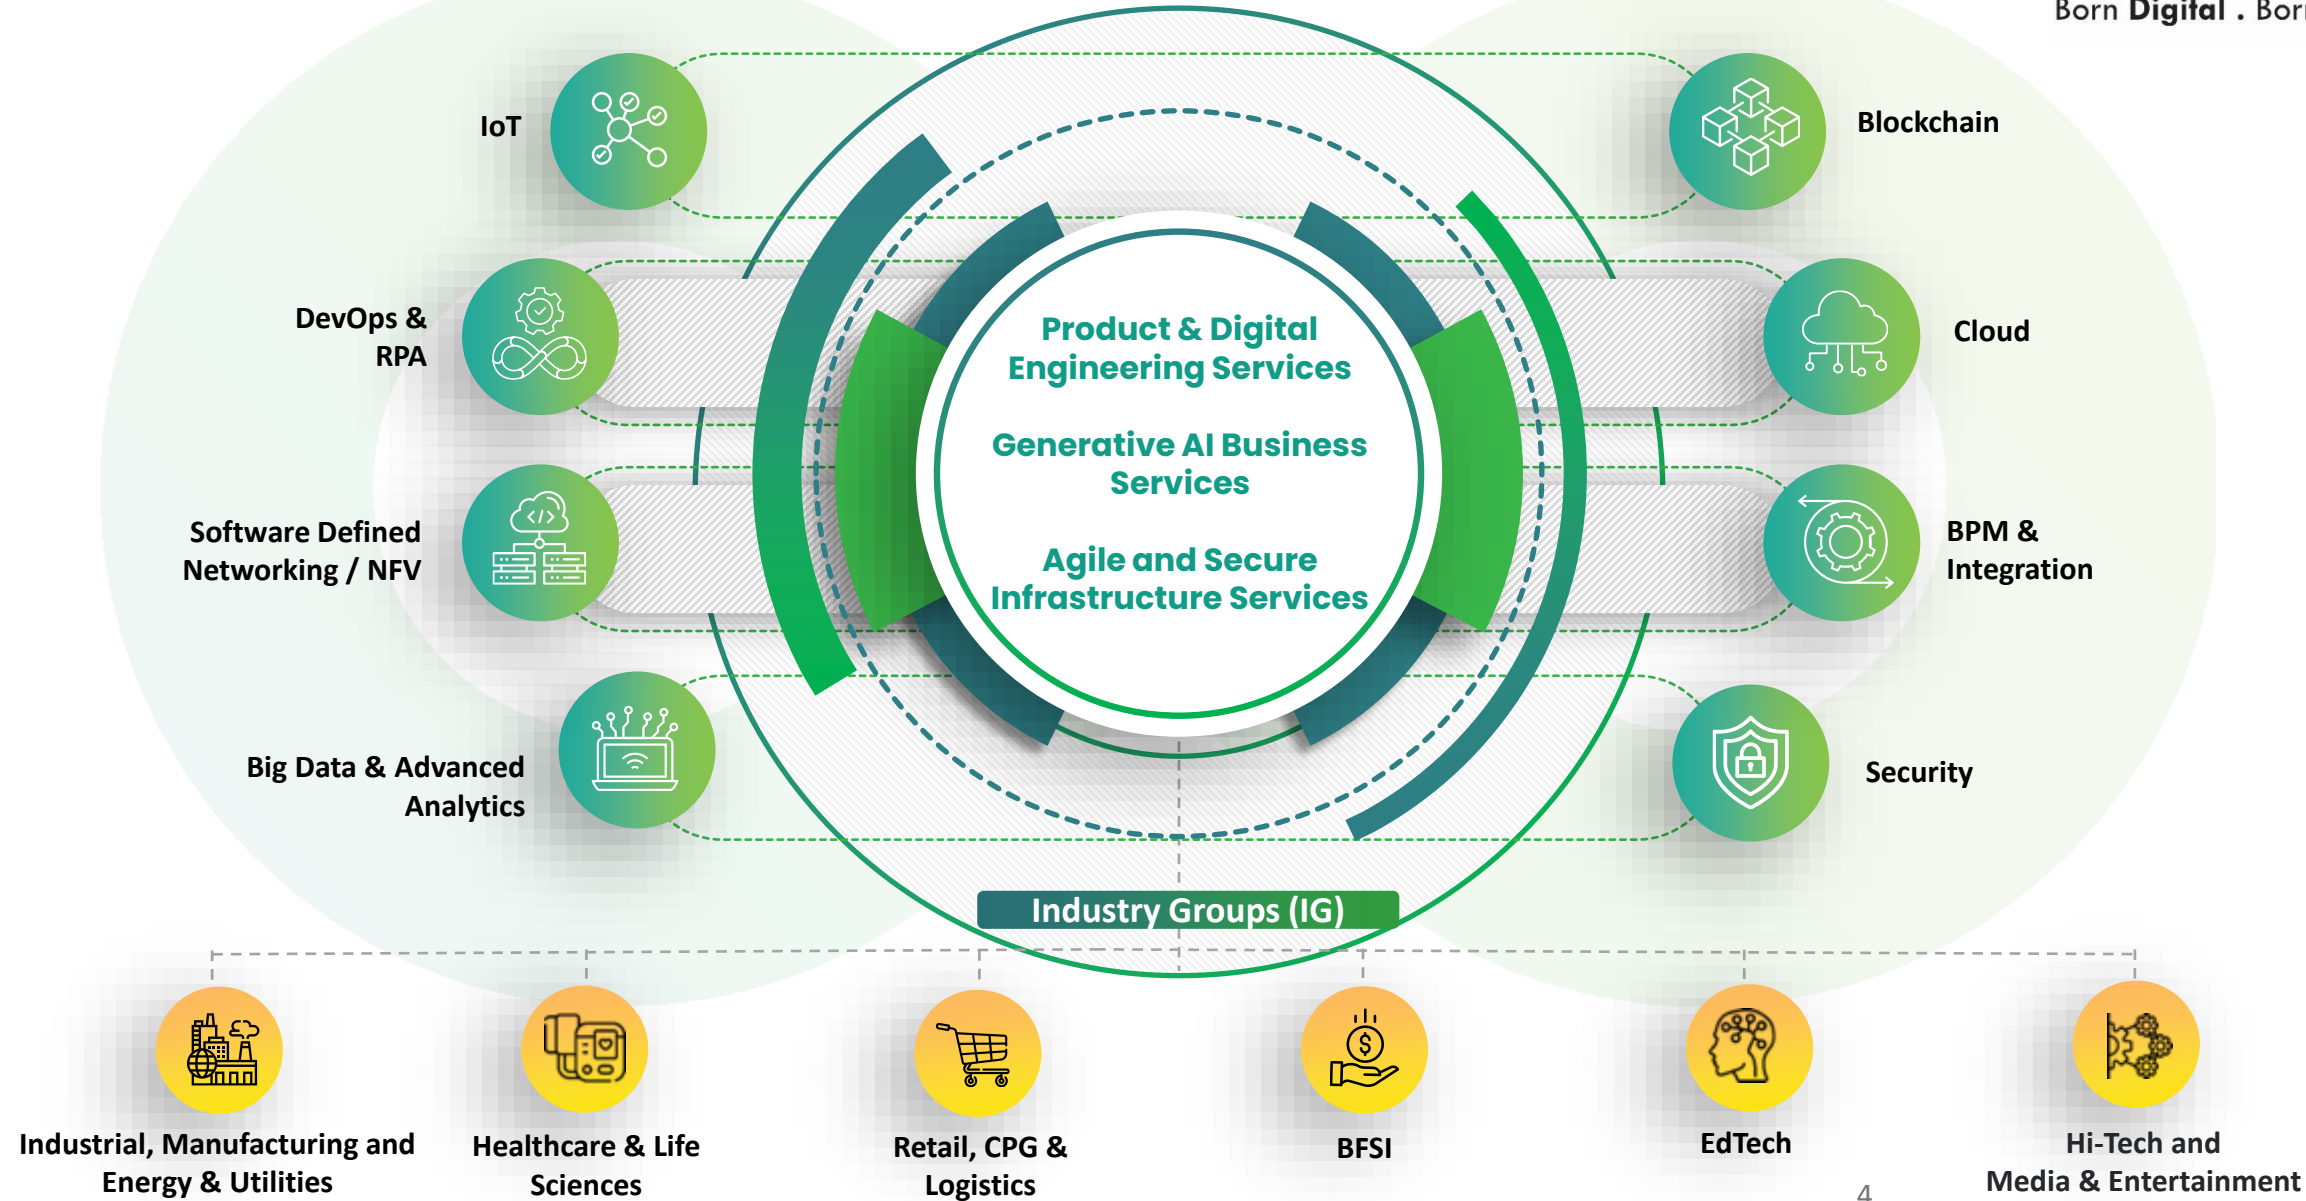 Born Digital . Born
IoT
Blockchain
DevOps &
RPA
Cloud
Product & Digital
Engineering Services
Generative AI Business
Services
Agile and Secure
Infrastructure Services
Software Defined
Networking / NFV
BPM &
Integration
Big Data & Advanced
Analytics
Security
Industry Groups (IG)
Industrial, Manufacturing and
Energy & Utilities
Healthcare & Life
Sciences
Retail, CPG &
Logistics
BFSI
EdTech
Hi-Tech and
Media & Entertainment
4